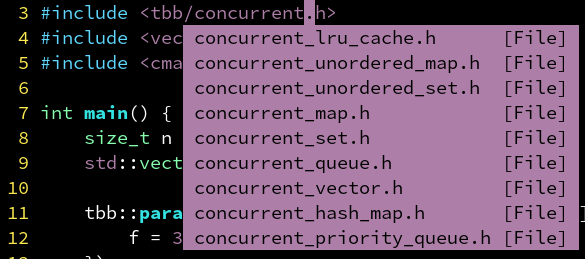 3 #include <tbb/concurrent.h>
4 #include <vec concurrent_lru_cache.h [File]
5 #include <cma concurrent_unordered_map.h [File]
6 concurrent_unordered_set.h [File]
7 int main() { concurrent_map.h [File]
8 size_t n concurrent_set.h [File]
9 std::vect concurrent_queue.h [File]
10 concurrent_vector.h [File]
11 tbb::para concurrent_hash_map.h [File] ]
12 f = 3 concurrent_priority_queue.h [File]
})